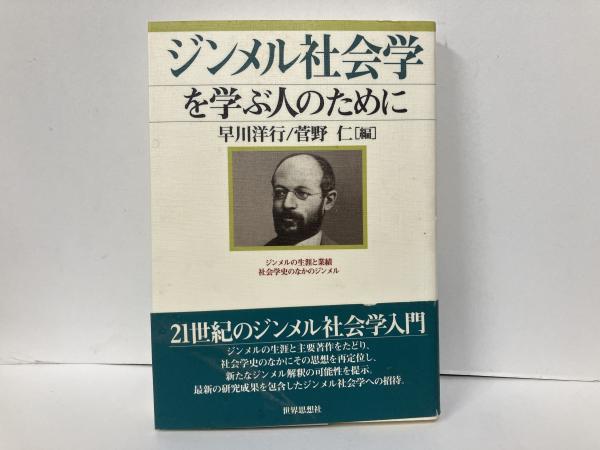 ジンメル社会学
を学ぶ人のために
早川洋行/菅野 仁[編]
ジンメルの生涯と業績
社会学史のなかのジンメル
21世紀のジンメル社会学入門
ジンメルの生涯と主要著作をたどり、
社会学史のなかにその思想を再定位し、
新たなジンメル解釈の可能性を提示。
最新の研究成果を包含したジンメル社会学への招待。
世界思想社